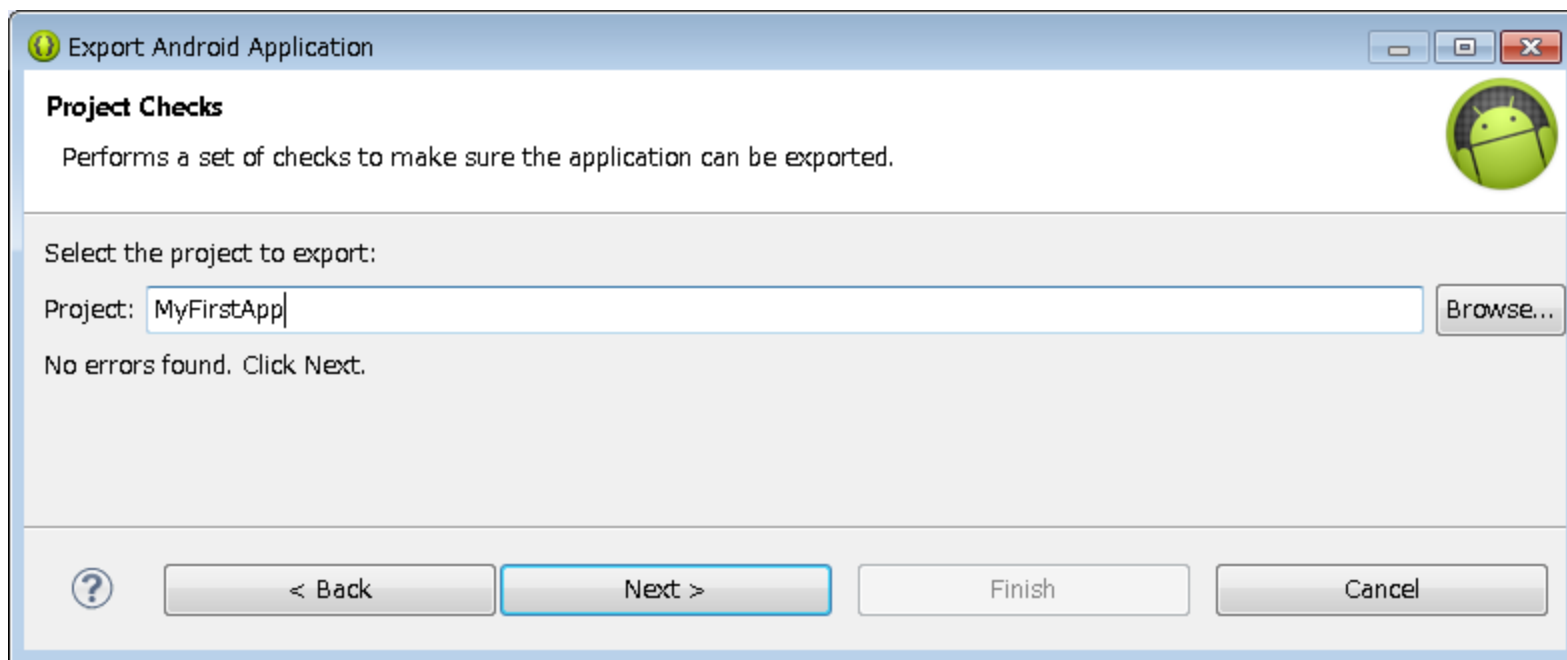 Export Android Application
Project Checks
Performs a set of checks to make sure the application can be exported.
Select the project to export:
Project: MyFirstApp Browse...
No errors found. Click Next.
? < Back Next > Finish Cancel